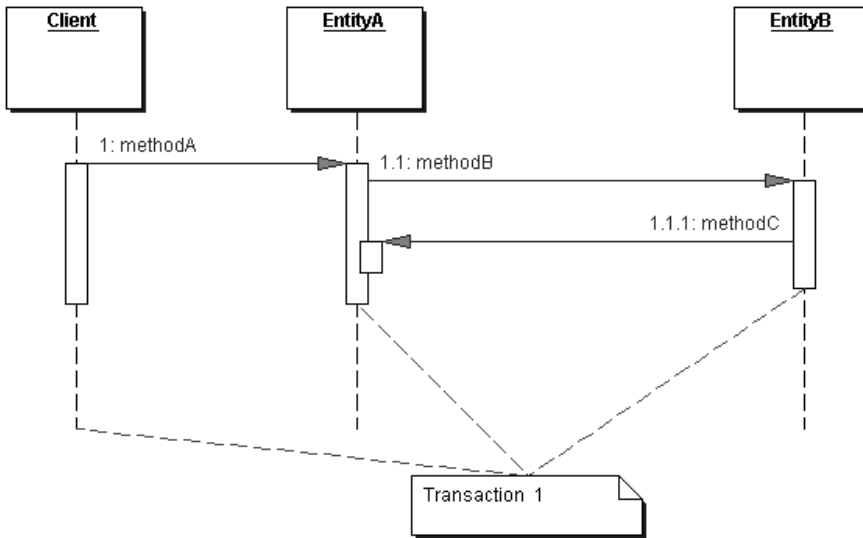 Client
EntityA
EntityB
1: methodA
1.1: methodB
1.1.1: methodC
Transaction 1